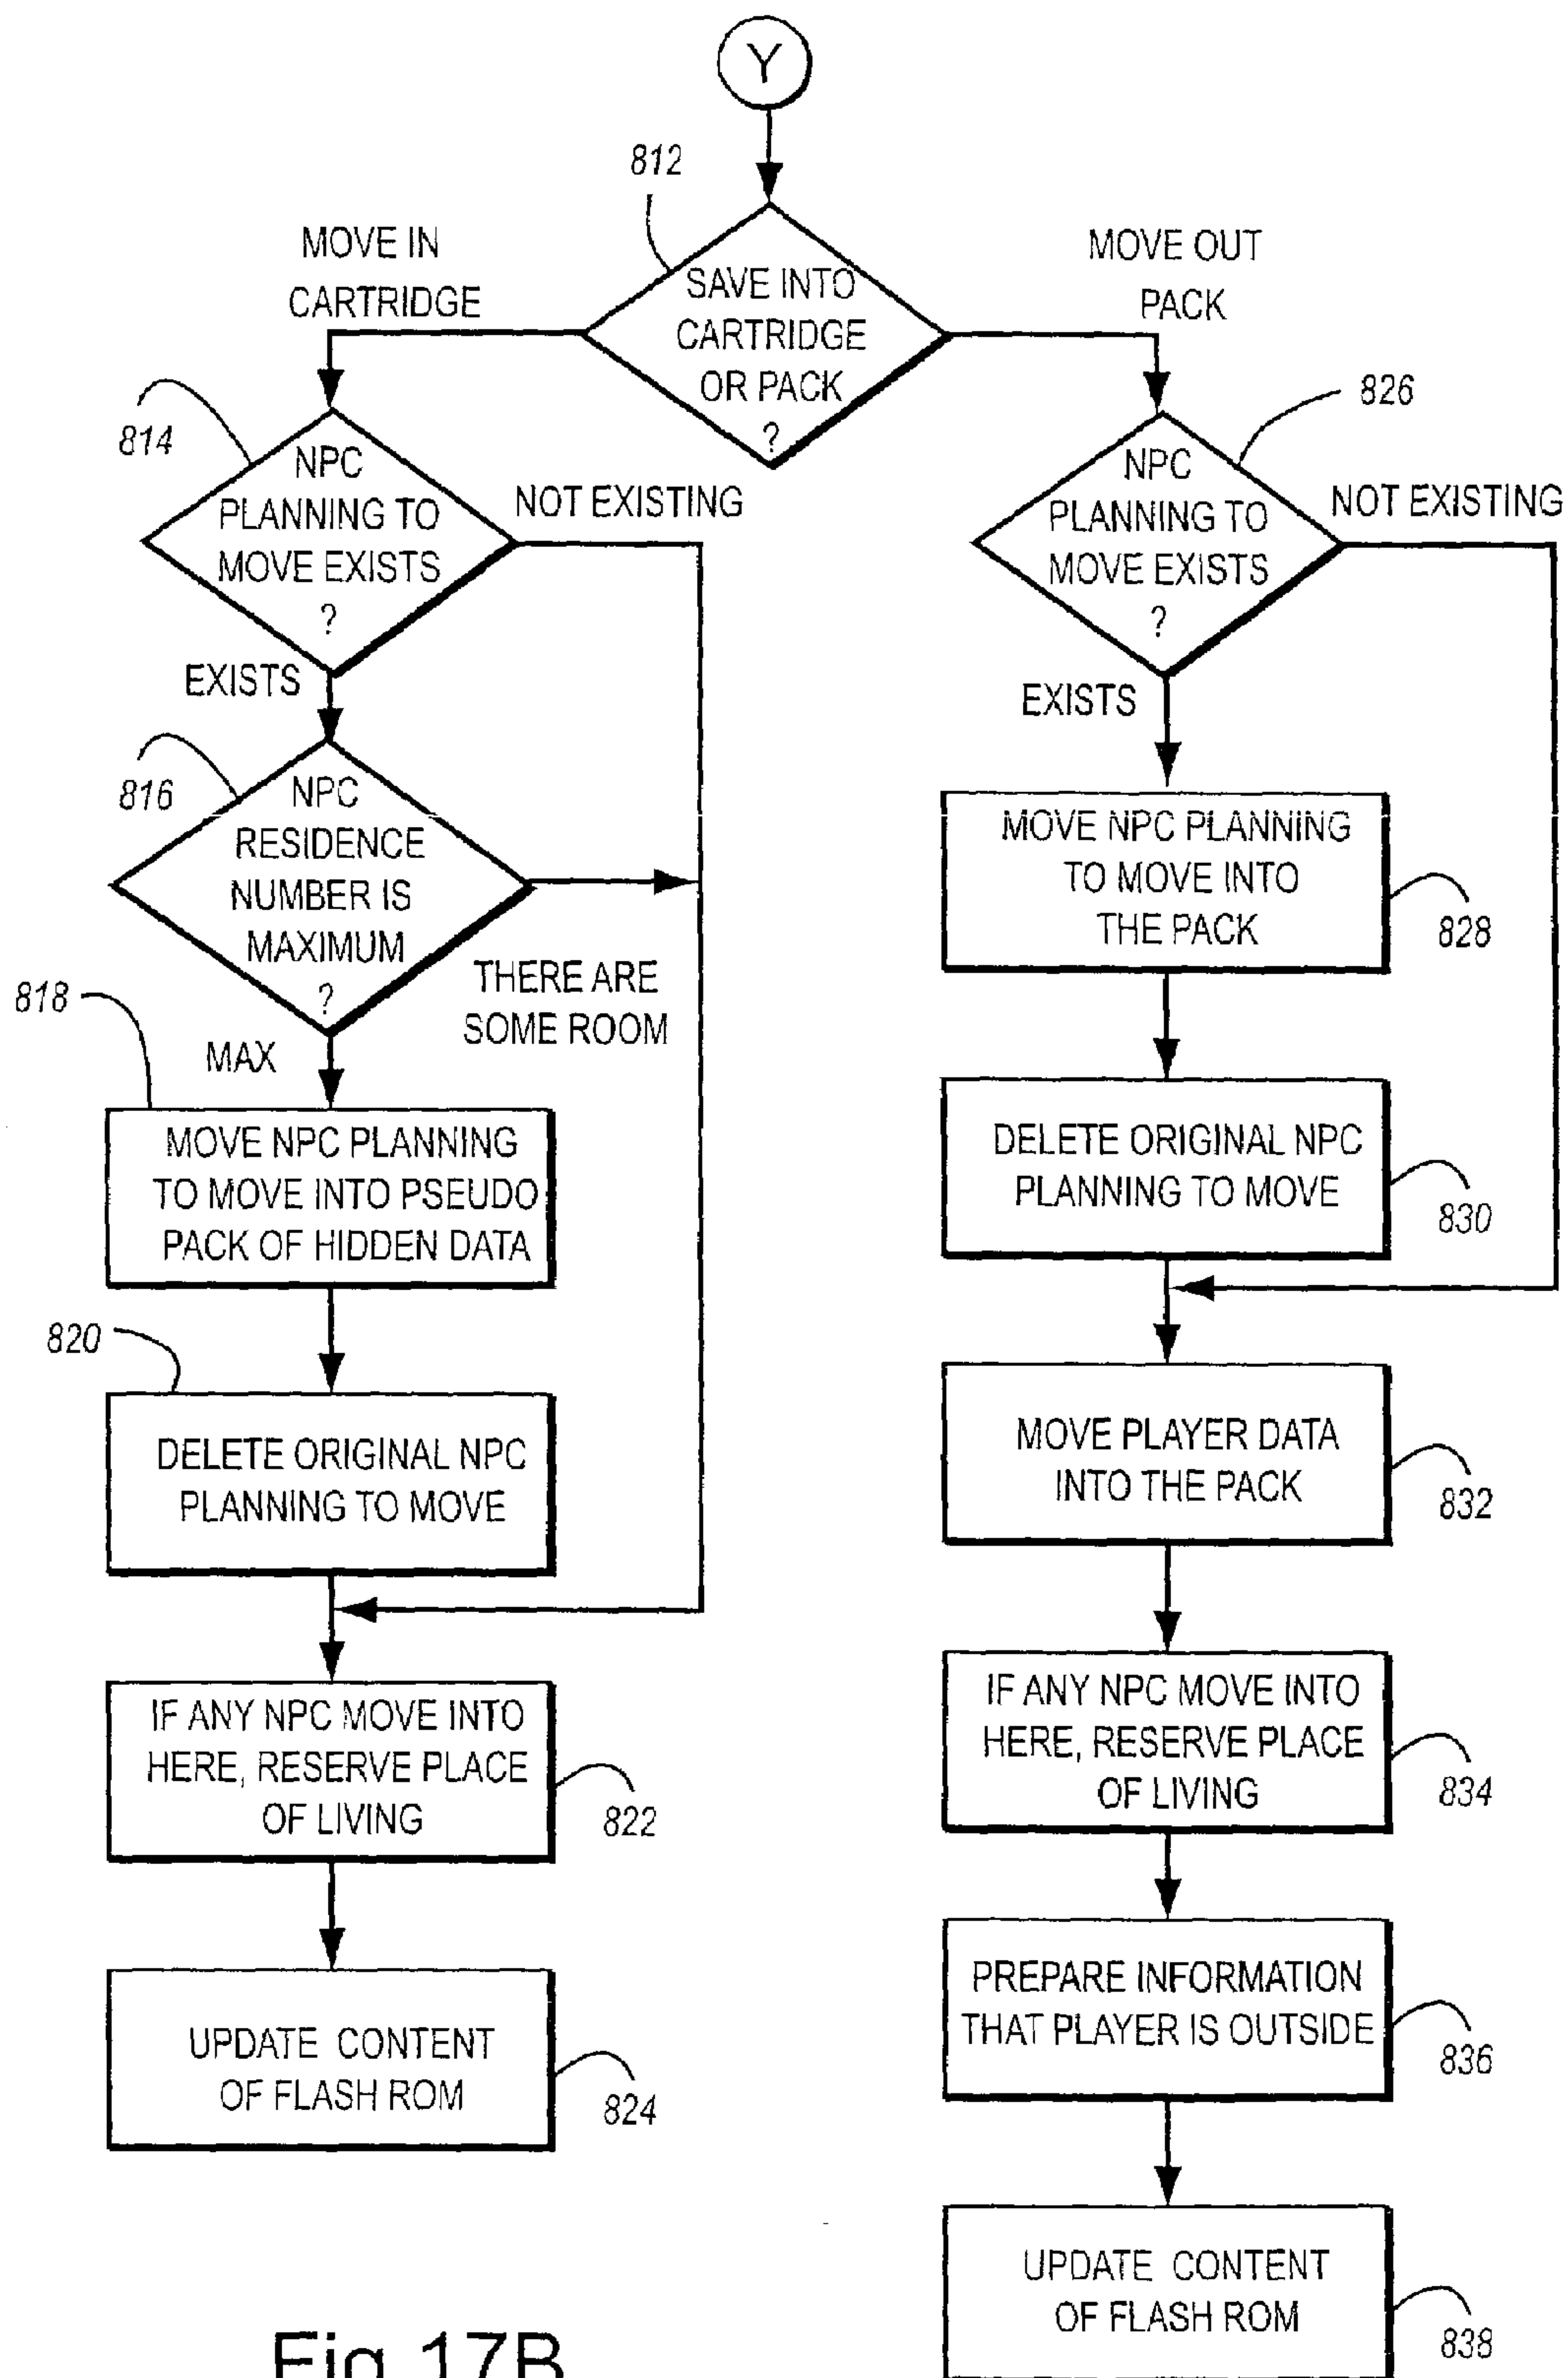 Y
812
MOVE IN
CARTRIDGE
SAVE INTO
CARTRIDGE
OR PACK
?
MOVE OUT
PACK
814
NPC
PLANNING TO
MOVE EXISTS
?
NOT EXISTING
EXISTS
816
NPC
RESIDENCE
NUMBER IS
MAXIMUM
?
THERE ARE
SOME ROOM
MAX
818
MOVE NPC PLANNING
TO MOVE INTO PSEUDO
PACK OF HIDDEN DATA
820
DELETE ORIGINAL NPC
PLANNING TO MOVE
IF ANY NPC MOVE INTO
HERE, RESERVE PLACE
OF LIVING
822
UPDATE CONTENT
OF FLASH ROM
824
826
NPC
PLANNING TO
MOVE EXISTS
?
NOT EXISTING
EXISTS
MOVE NPC PLANNING
TO MOVE INTO
THE PACK
828
DELETE ORIGINAL NPC
PLANNING TO MOVE
830
MOVE PLAYER DATA
INTO THE PACK
832
IF ANY NPC MOVE INTO
HERE, RESERVE PLACE
OF LIVING
834
PREPARE INFORMATION
THAT PLAYER IS OUTSIDE
836
UPDATE CONTENT
OF FLASH ROM
838
Fig.17B